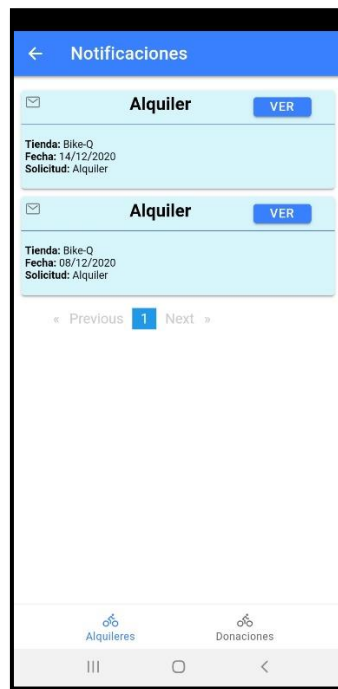 Notificaciones
Alquiler
VER
Tienda: Bike-Q
Fecha: 14/12/2020
Solicitud: Alquiler
Alquiler
VER
Tienda: Bike-Q
Fecha: 08/12/2020
Solicitud: Alquiler
« Previous 1 Next »
Alquileres Donaciones